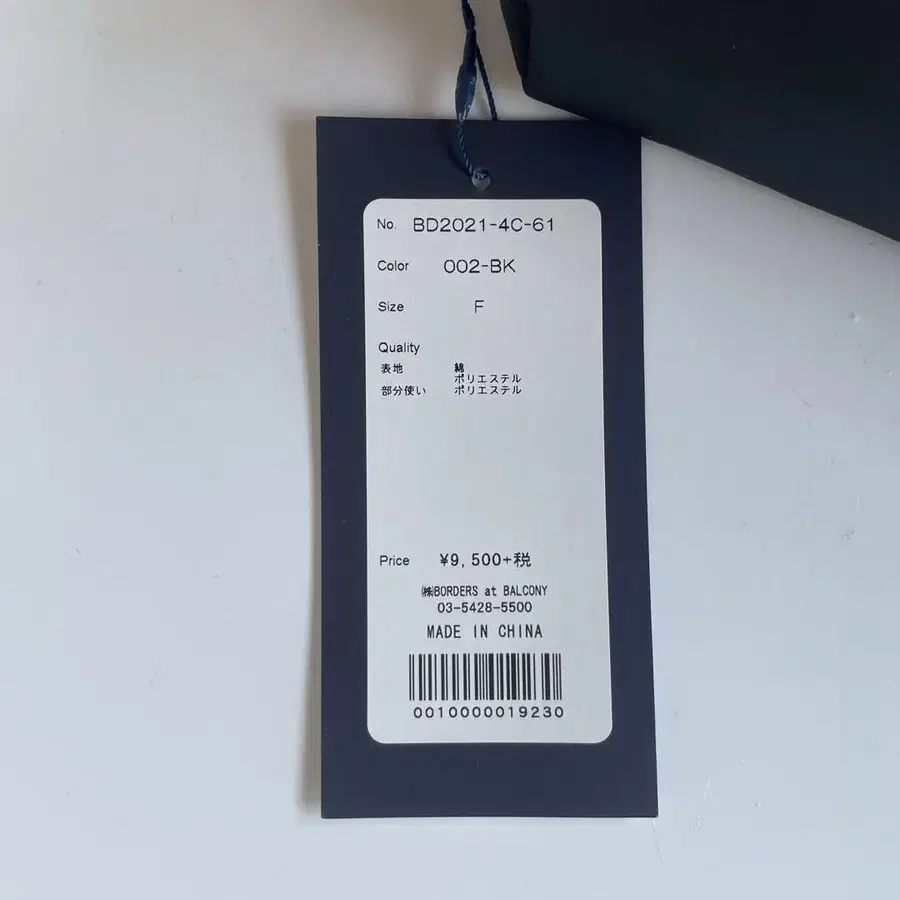 No. BD2021-4C-61
Color 002-BK
Size F
Quality
表地 綿
ポリエステル
部分使い ポリエステル
Price ¥9,500+税
㈱BORDERS at BALCONY
03-5428-5500
MADE IN CHINA
0010000019230